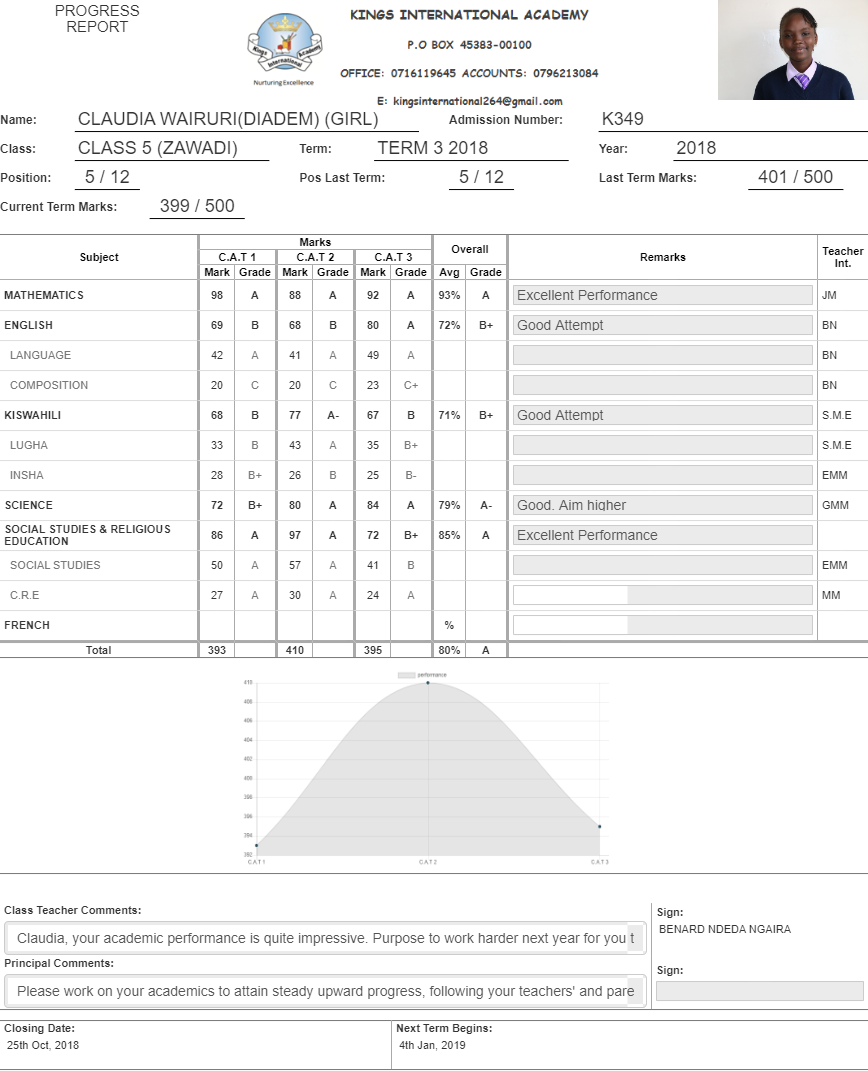 PROGRESS
REPORT
KINGS INTERNATIONAL ACADEMY
P.O BOX 45383-00100
OFFICE: 0716119645 ACCOUNTS: 0796213084
E: kingsinternational264@gmail.com
Kings International Academy
Nurturing Excellence
Name: CLAUDIA WAIRURI(DIADEM) (GIRL) Admission Number: K349
Class: CLASS 5 (ZAWADI) Term: TERM 3 2018 Year: 2018
Position: 5 / 12 Pos Last Term: 5 / 12 Last Term Marks: 401 / 500
Current Term Marks: 399 / 500
Subject Marks Overall Remarks Teacher Int.
C.A.T 1 C.A.T 2 C.A.T 3
Mark Grade Mark Grade Mark Grade Avg Grade
MATHEMATICS 98 A 88 A 92 A 93% A Excellent Performance JM
ENGLISH 69 B 68 B 80 A 72% B+ Good Attempt BN
LANGUAGE 42 A 41 A 49 A BN
COMPOSITION 20 C 20 C 23 C+ BN
KISWAHILI 68 B 77 A- 67 B 71% B+ Good Attempt S.M.E
LUGHA 33 B 43 A 35 B+ S.M.E
INSHA 28 B+ 26 B 25 B- EMM
SCIENCE 72 B+ 80 A 84 A 79% A- Good. Aim higher GMM
SOCIAL STUDIES & RELIGIOUS
EDUCATION 86 A 97 A 72 B+ 85% A Excellent Performance
SOCIAL STUDIES 50 A 57 A 41 B EMM
C.R.E 27 A 30 A 24 A MM
FRENCH %
Total 393 410 395 80% A
performance
410
408
406
404
402
400
398
396
394
392
C.A.T 1 C.A.T 2 C.A.T 3
Class Teacher Comments:
Claudia, your academic performance is quite impressive. Purpose to work harder next year for you t
Sign:
BENARD NDEDA NGAIRA
Principal Comments:
Please work on your academics to attain steady upward progress, following your teachers' and pare
Sign:
Closing Date: Next Term Begins:
25th Oct, 2018 4th Jan, 2019